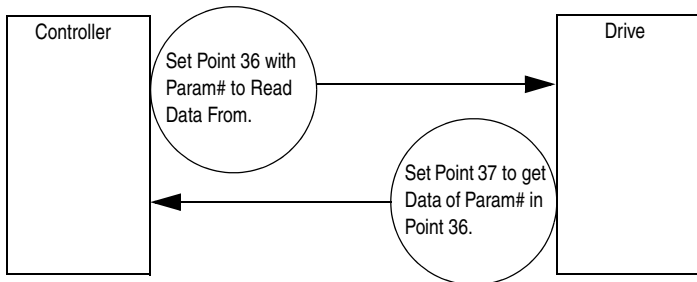 Controller
Drive
Set Point 36 with
Param# to Read
Data From.
Set Point 37 to get
Data of Param# in
Point 36.